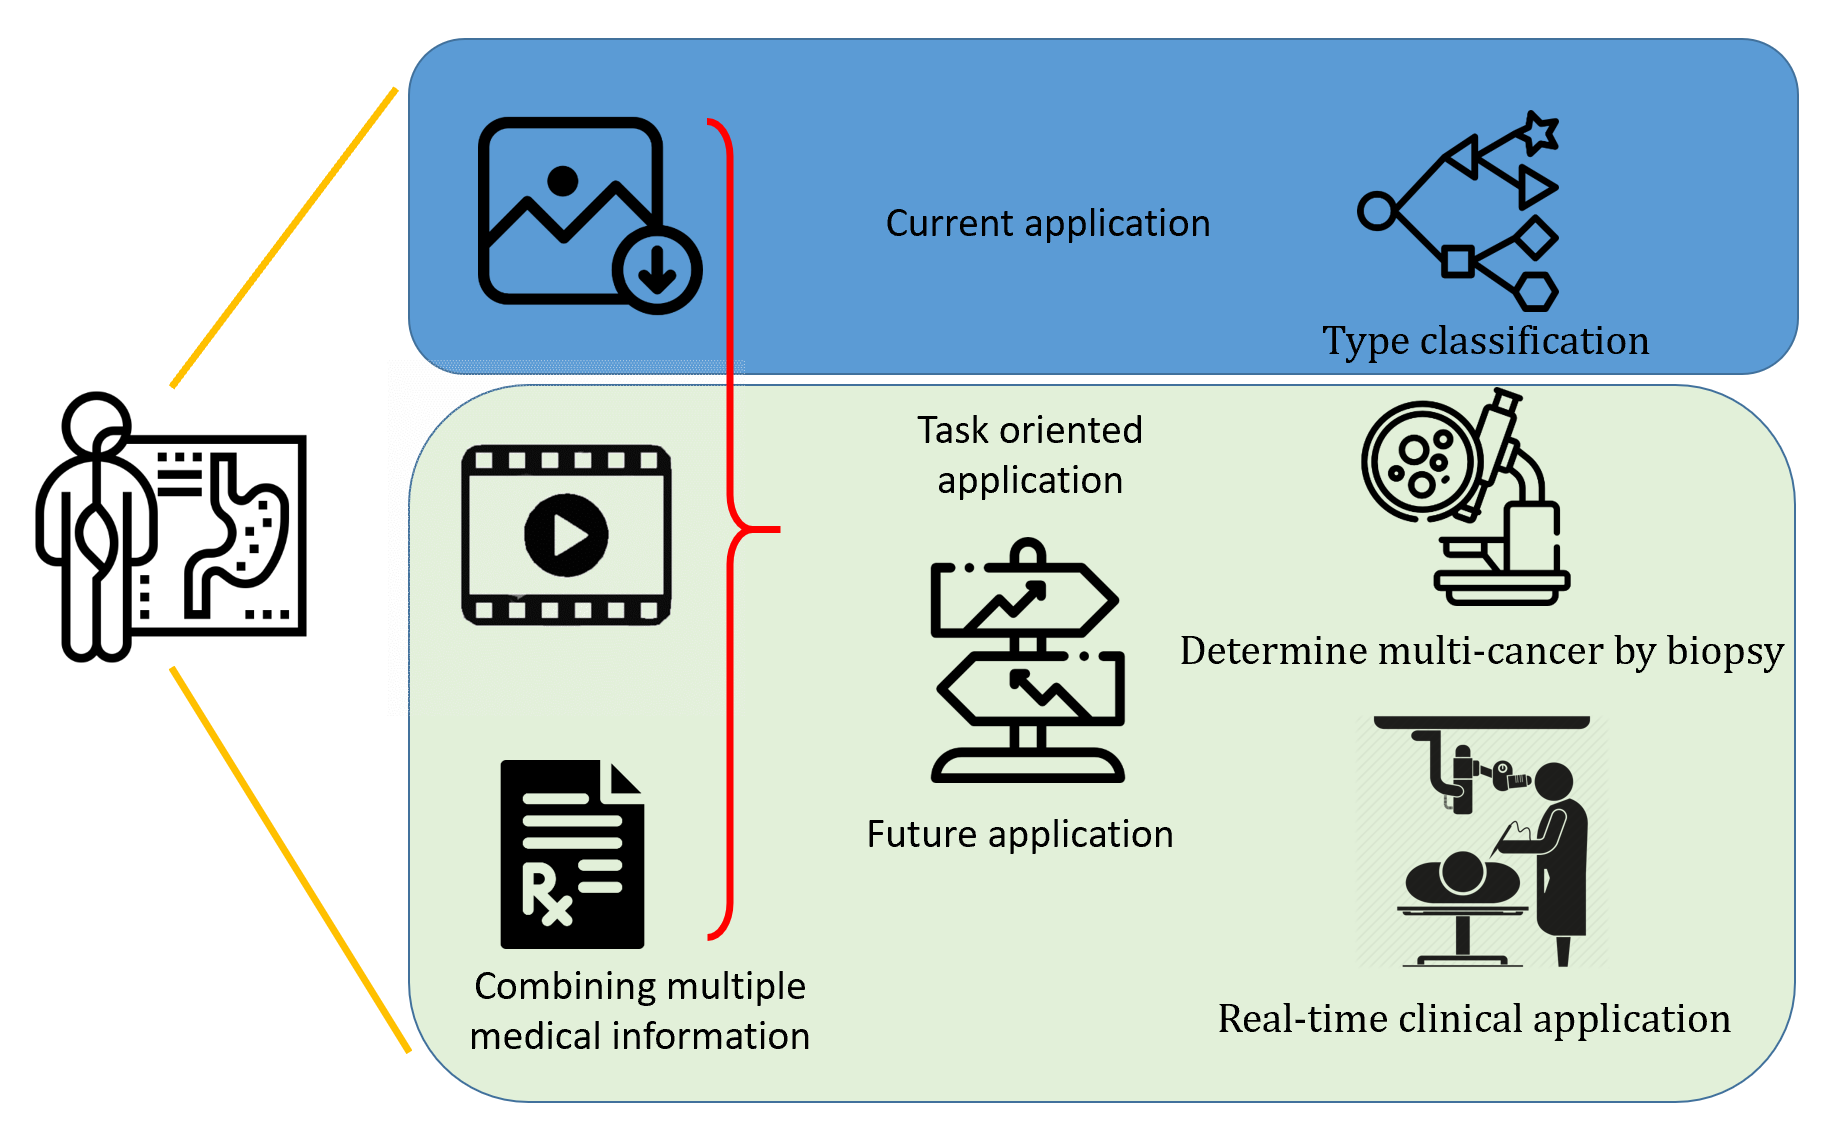 Current application
Type classification
Task oriented
application
Determine multi-cancer by biopsy
Future application
Rx
Combining multiple
medical information
Real-time clinical application